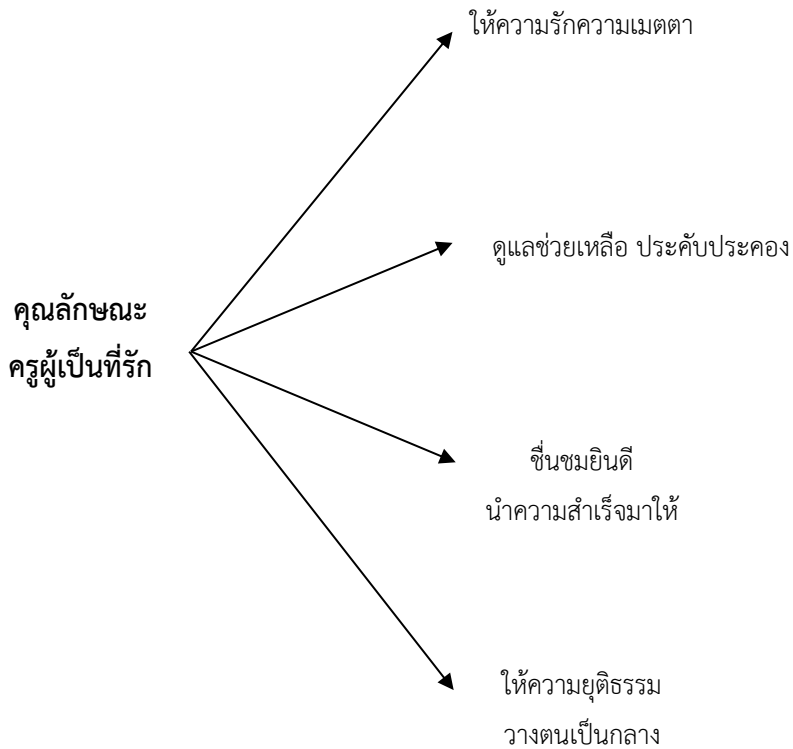 ให้ความรักความเมตตา
ดูแลช่วยเหลือ ประคับประคอง
คุณลักษณะ
ครูผู้เป็นที่รัก
ชื่นชมยินดี
นำความสำเร็จมาให้
ให้ความยุติธรรม
วางตนเป็นกลาง